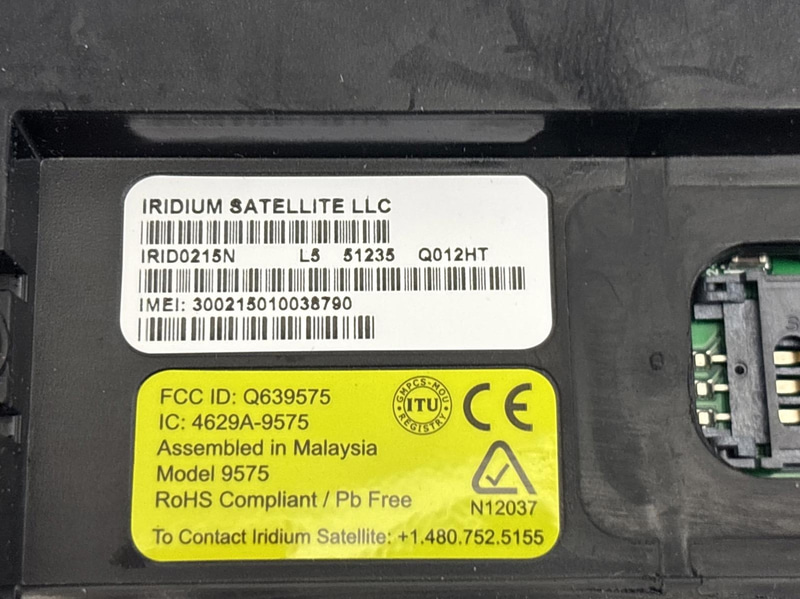 IRIDIUM SATELLITE LLC
IRID0215N L5 51235 Q012HT
IMEI: 300215010038790
FCC ID: Q639575
IC: 4629A-9575
Assembled in Malaysia
Model 9575
RoHS Compliant / Pb Free
GMPCS-MOU
ITU
REGISTRY
CE
N12037
To Contact Iridium Satellite: +1.480.752.5155